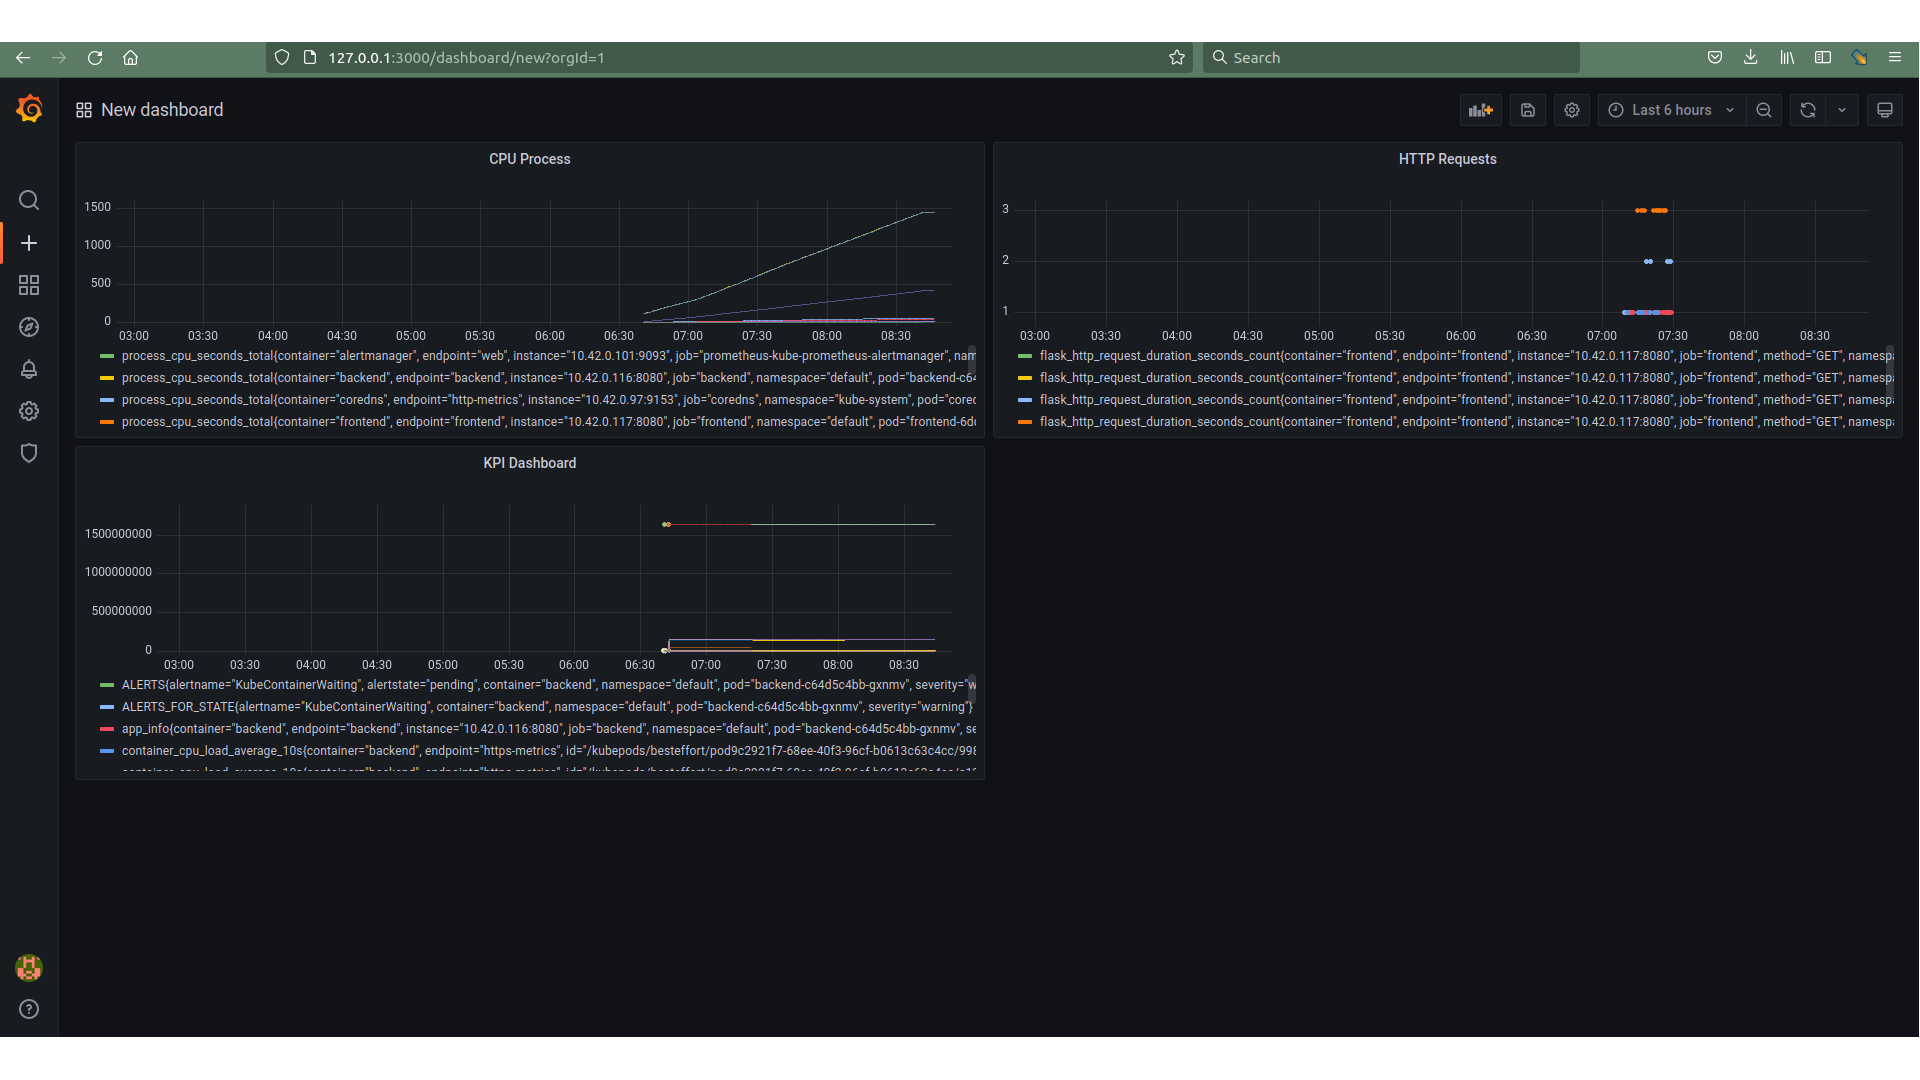 127.0.0.1:3000/dashboard/new?orgId=1
Search
New dashboard
Last 6 hours
CPU Process
1500
1000
500
0
03:00 03:30 04:00 04:30 05:00 05:30 06:00 06:30 07:00 07:30 08:00 08:30
process_cpu_seconds_total{container="alertmanager", endpoint="web", instance="10.42.0.101:9093", job="prometheus-kube-prometheus-alertmanager", nam
process_cpu_seconds_total{container="backend", endpoint="backend", instance="10.42.0.116:8080", job="backend", namespace="default", pod="backend-c64
process_cpu_seconds_total{container="coredns", endpoint="http-metrics", instance="10.42.0.97:9153", job="coredns", namespace="kube-system", pod="cored
process_cpu_seconds_total{container="frontend", endpoint="frontend", instance="10.42.0.117:8080", job="frontend", namespace="default", pod="frontend-6dc
HTTP Requests
3
2
1
03:00 03:30 04:00 04:30 05:00 05:30 06:00 06:30 07:00 07:30 08:00 08:30
flask_http_request_duration_seconds_count{container="frontend", endpoint="frontend", instance="10.42.0.117:8080", job="frontend", method="GET", namespa
flask_http_request_duration_seconds_count{container="frontend", endpoint="frontend", instance="10.42.0.117:8080", job="frontend", method="GET", namespa
flask_http_request_duration_seconds_count{container="frontend", endpoint="frontend", instance="10.42.0.117:8080", job="frontend", method="GET", namespa
flask_http_request_duration_seconds_count{container="frontend", endpoint="frontend", instance="10.42.0.117:8080", job="frontend", method="GET", namespa
KPI Dashboard
1500000000
1000000000
500000000
0
03:00 03:30 04:00 04:30 05:00 05:30 06:00 06:30 07:00 07:30 08:00 08:30
ALERTS{alertname="KubeContainerWaiting", alertstate="pending", container="backend", namespace="default", pod="backend-c64d5c4bb-gxnmv", severity="w
ALERTS_FOR_STATE{alertname="KubeContainerWaiting", container="backend", namespace="default", pod="backend-c64d5c4bb-gxnmv", severity="warning"}
app_info{container="backend", endpoint="backend", instance="10.42.0.116:8080", job="backend", namespace="default", pod="backend-c64d5c4bb-gxnmv", se
container_cpu_load_average_10s{container="backend", endpoint="https-metrics", id="/kubepods/besteffort/pod9c2921f7-68ee-40f3-96cf-b0613c63c4cc/998